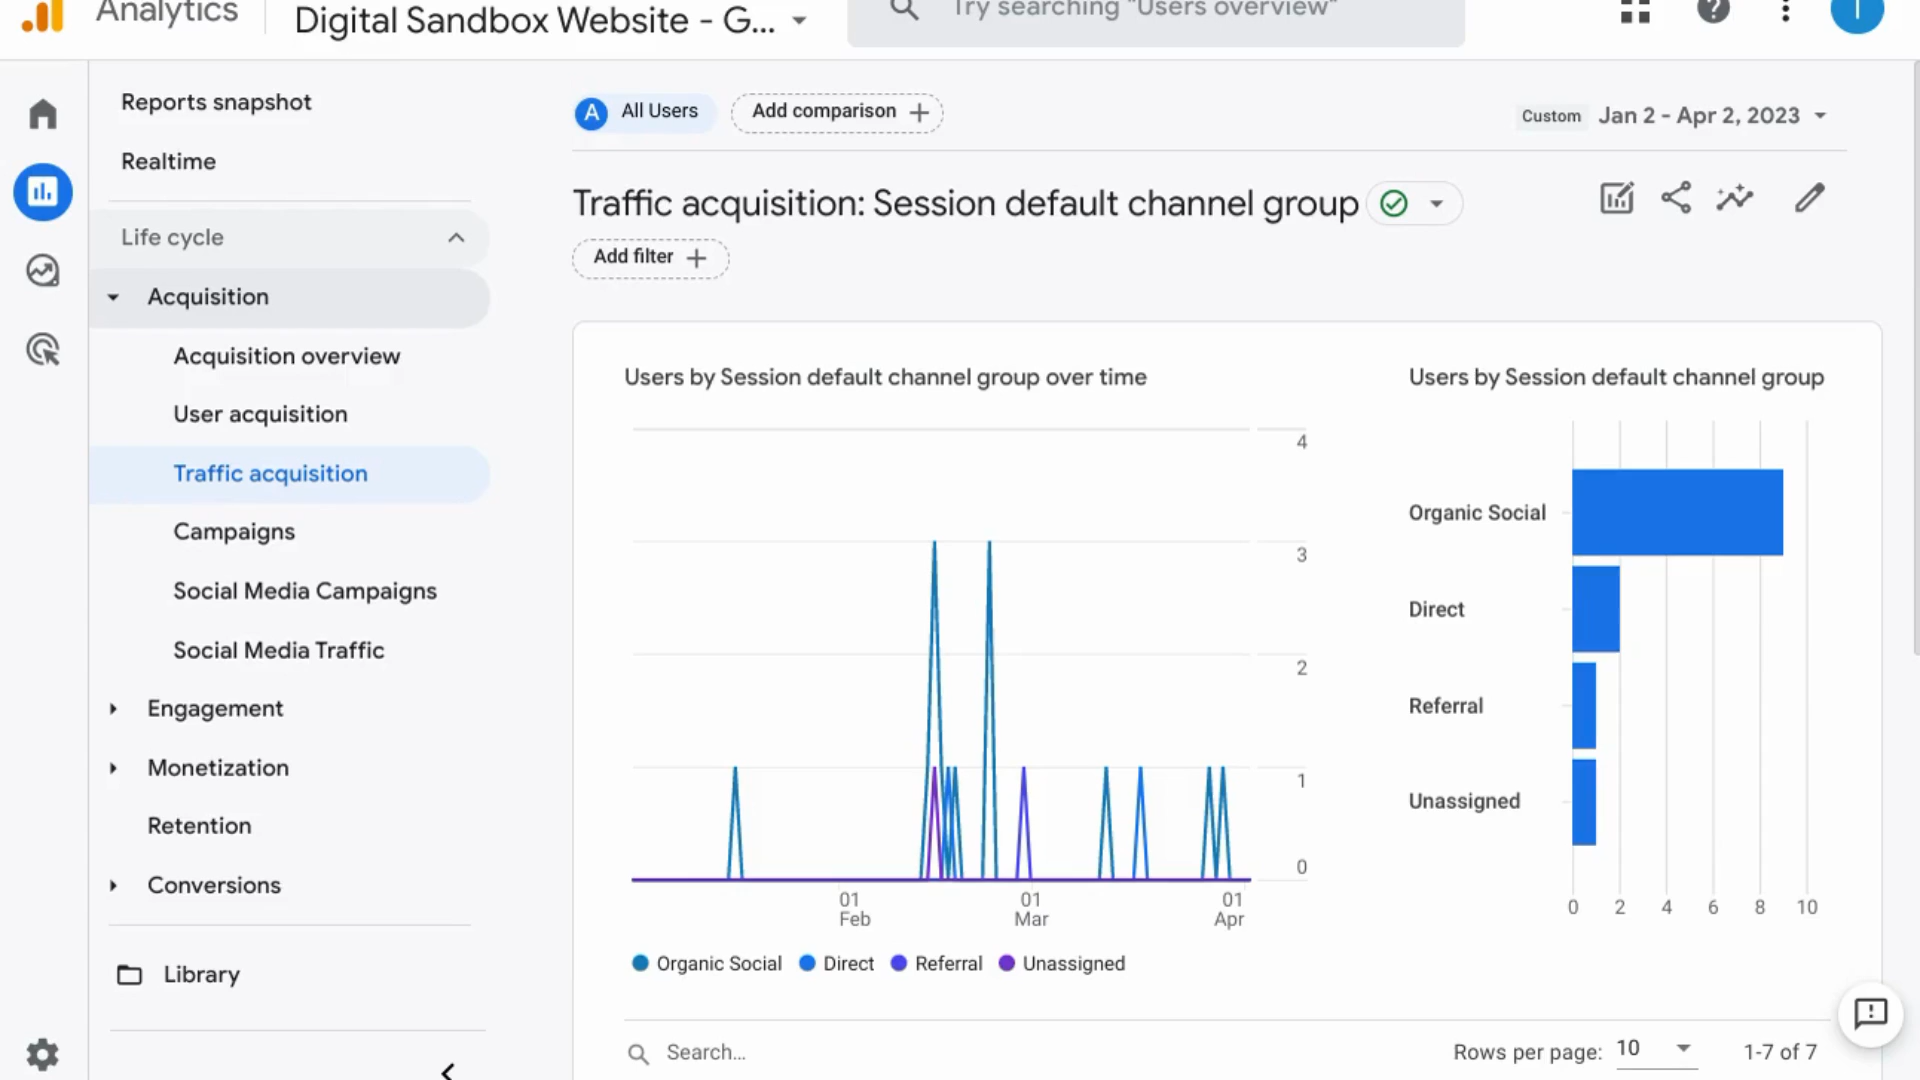 Analytics
Digital Sandbox Website - G...
Try searching "Users overview"
Reports snapshot
Realtime
Life cycle
Acquisition
Acquisition overview
User acquisition
Traffic acquisition
Campaigns
Social Media Campaigns
Social Media Traffic
Engagement
Monetization
Retention
Conversions
Library
A All Users
Add comparison +
Custom Jan 2 - Apr 2, 2023
Traffic acquisition: Session default channel group
Add filter +
Users by Session default channel group over time
4
3
2
1
0
01 Feb
01 Mar
01 Apr
Organic Social Direct Referral Unassigned
Users by Session default channel group
Organic Social
Direct
Referral
Unassigned
0 2 4 6 8 10
Search...
Rows per page: 10 1-7 of 7